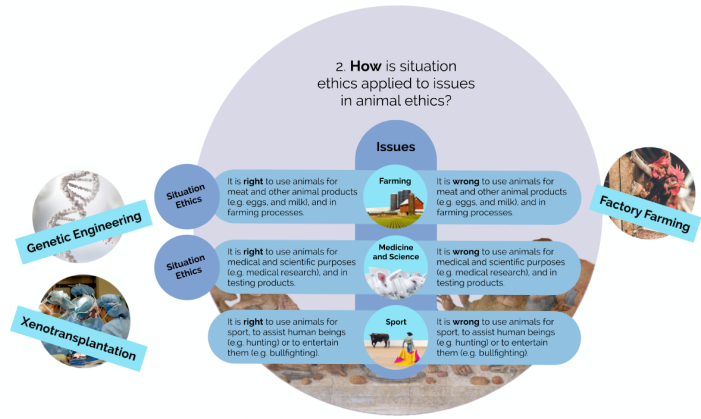 2. How is situation
ethics applied to issues
in animal ethics?
Issues
Situation
Ethics
It is right to use animals for
meat and other animal products
(e.g. eggs, and milk), and in
farming processes.
Farming
It is wrong to use animals for
meat and other animal products
(e.g. eggs, and milk), and in
farming processes.
Genetic Engineering
Factory Farming
Situation
Ethics
It is right to use animals for
medical and scientific purposes
(e.g. medical research), and in
testing products.
Medicine
and Science
It is wrong to use animals for
medical and scientific purposes
(e.g. medical research), and in
testing products.
Xenotransplantation
It is right to use animals for
sport, to assist human beings
(e.g. hunting) or to entertain
them (e.g. bullfighting).
Sport
It is wrong to use animals for
sport, to assist human beings
(e.g. hunting) or to entertain
them (e.g. bullfighting).